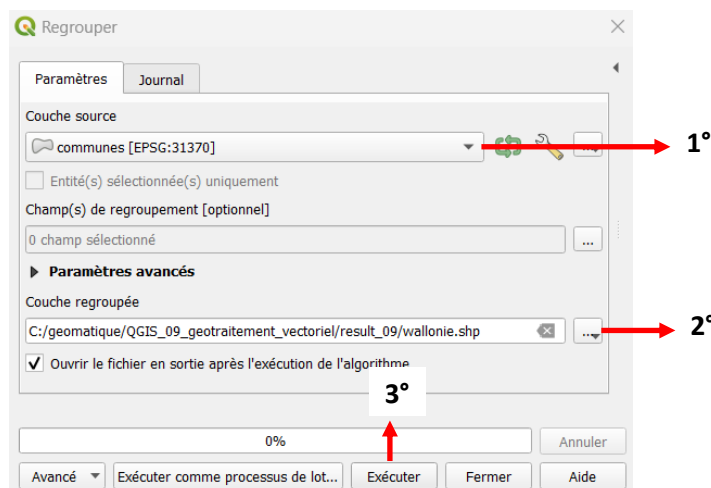 Regrouper
Paramètres Journal
Couche source
communes [EPSG:31370]
...
1°
Entité(s) sélectionnée(s) uniquement
Champ(s) de regroupement [optionnel]
0 champ sélectionné
...
Paramètres avancés
Couche regroupée
C:/geomatique/QGIS_09_geotraitement_vectoriel/result_09/wallonie.shp
...
2°
Ouvrir le fichier en sortie après l'exécution de l'algorithme
3°
0%
Annuler
Avancé Exécuter comme processus de lot... Exécuter Fermer Aide